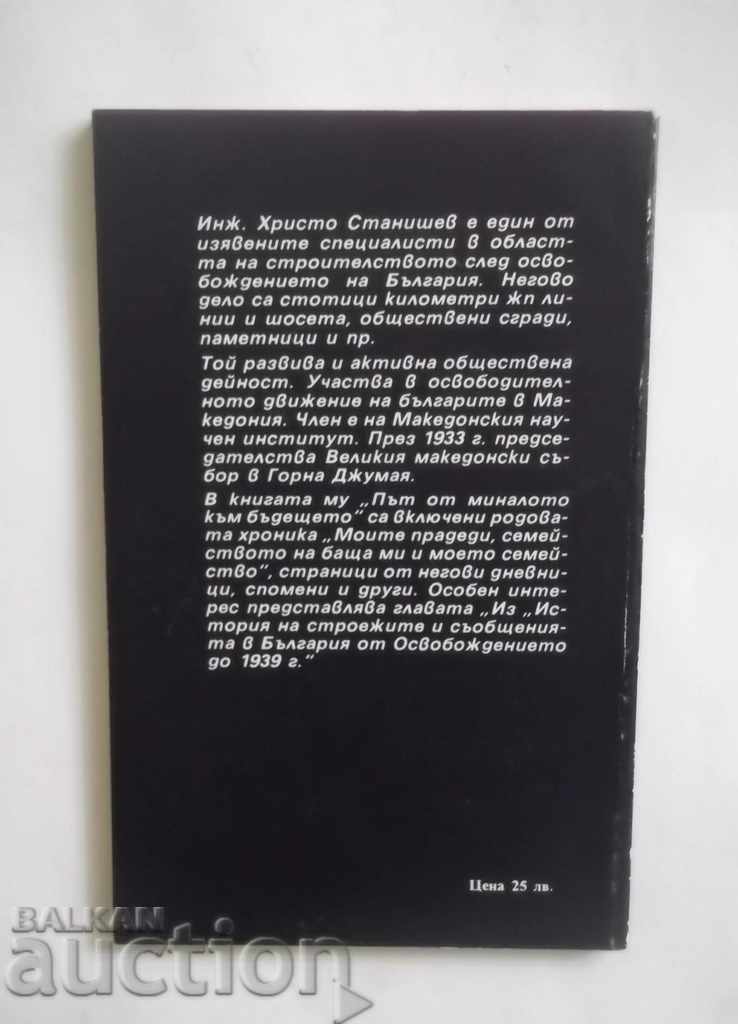 Инж. Христо Станишев е един от
изявените специалисти в област-
та на строителството след осво-
бождението на България. Негово
дело са стотици километри жп ли-
нии и шосета, обществени сгради,
паметници и пр.
Той развива и активна обществена
дейност. Участва в освободител-
ното движение на българите в Ма-
кедония. Член е на Македонския нау-
чен институт. През 1933 г. предсе-
дателства Великия македонски съ-
бор в Горна Джумая.
В книгата му „Път от миналото
към бъдещето" са включени родова-
та хроника „Моите прадеди, семей-
ството на баща ми и моето семей-
ство", страници от негови дневни-
ци, спомени и други. Особен инте-
рес представлява главата „Из „Ис-
тория на строежите и съобщения-
та в България от Освобождението
до 1939 г."
Цена 25 лв.
BALKAN
auction